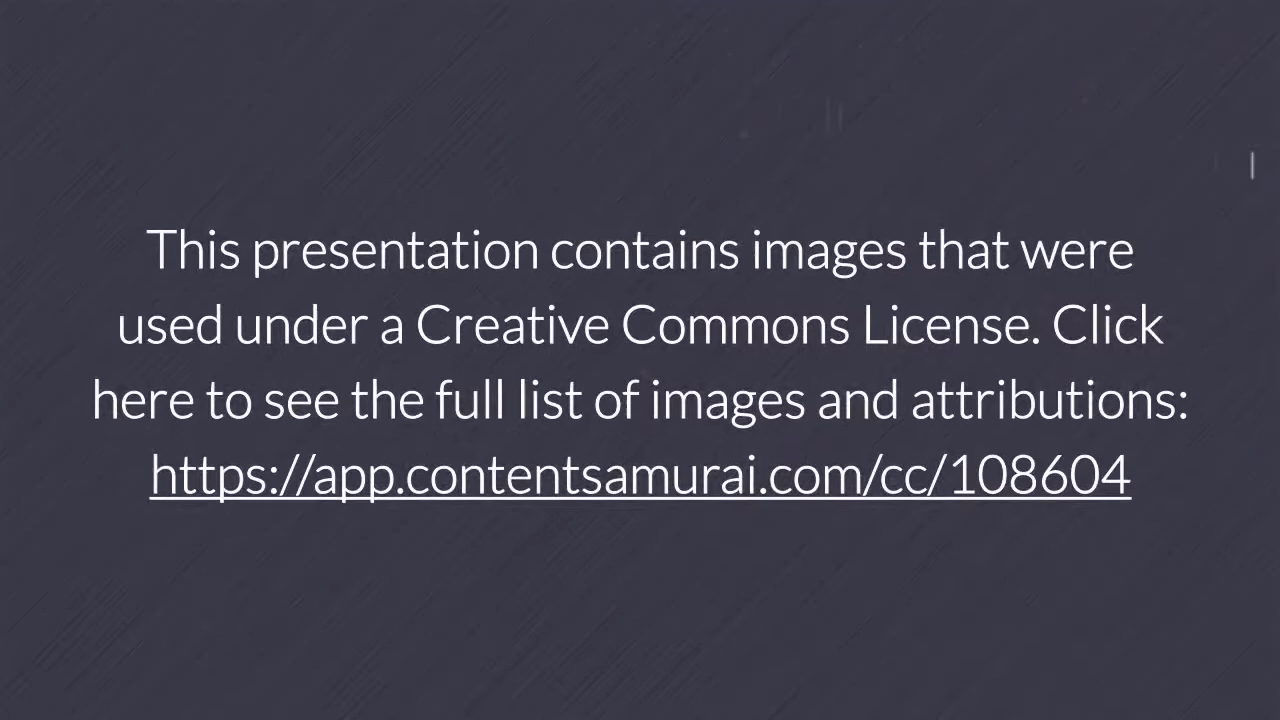 This presentation contains images that were
used under a Creative Commons License. Click
here to see the full list of images and attributions:
https://app.contentsamurai.com/cc/108604